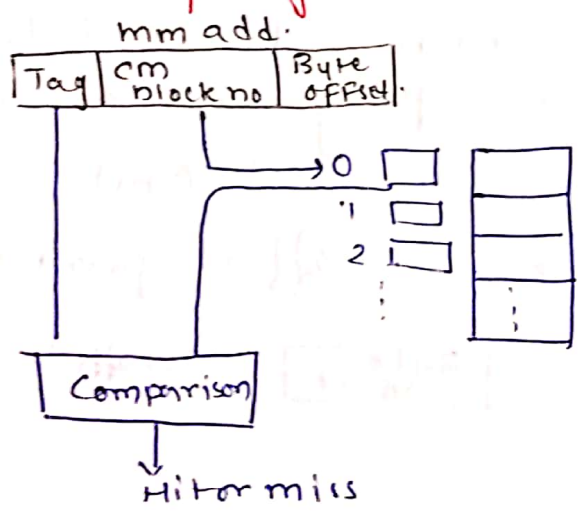 mm add.
Tag
cm
block no
Byte
offset
0
1
2
Comparison
Hit or miss